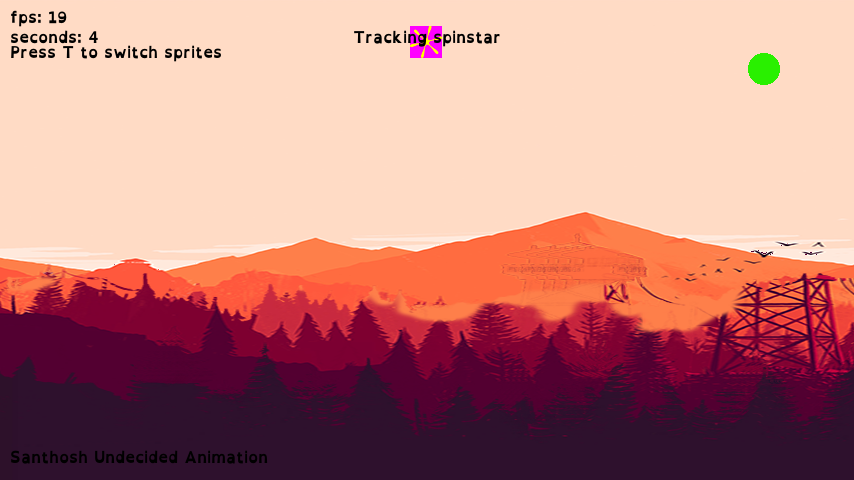 fps: 19
seconds: 4
Press T to switch sprites
Tracking spinstar
Santhosh Undecided Animation